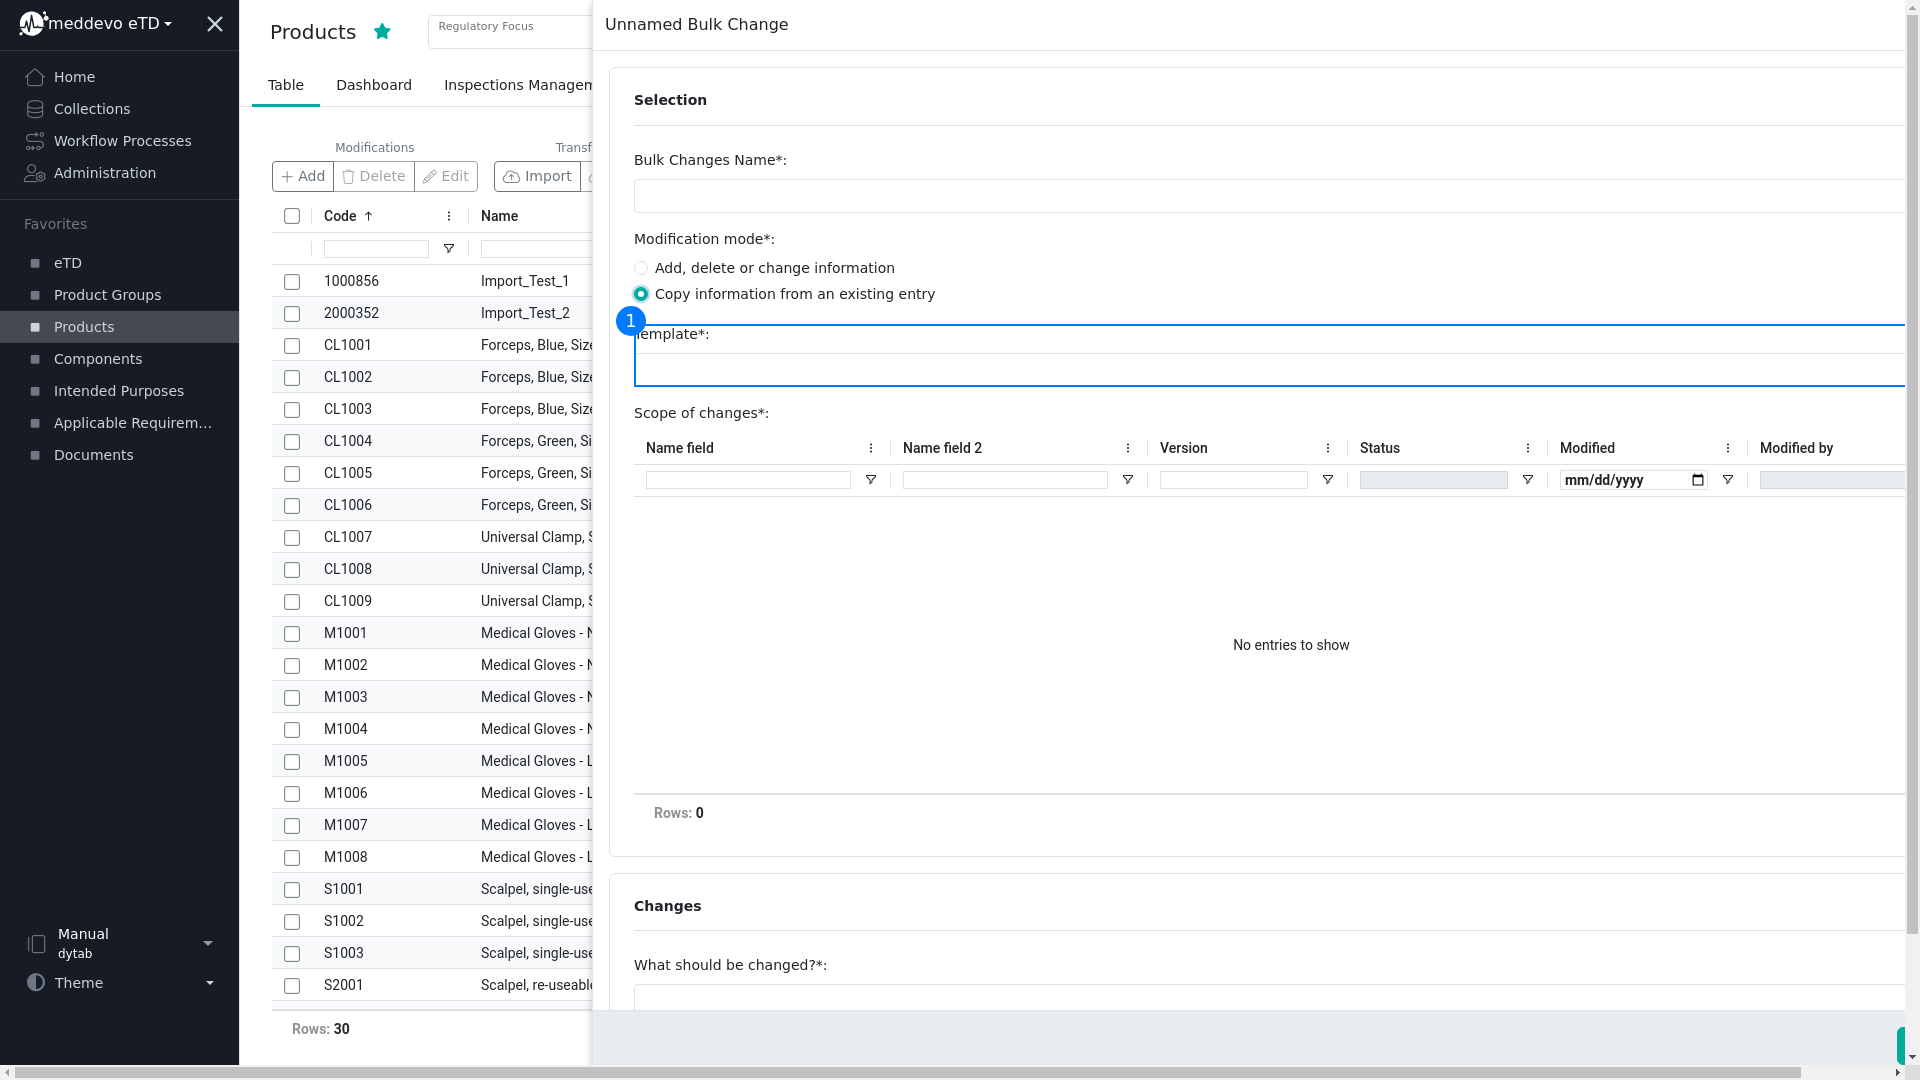 meddevo eTD
Home
Collections
Workflow Processes
Administration
Favorites
eTD
Product Groups
Products
Components
Intended Purposes
Applicable Requirem...
Documents
Manual
dytab
Theme
Products
Regulatory Focus
Table
Dashboard
Inspections Managem
Modifications
Transf
Add
Delete
Edit
Import
Code
Name
1000856 Import_Test_1
2000352 Import_Test_2
CL1001 Forceps, Blue, Size
CL1002 Forceps, Blue, Size
CL1003 Forceps, Blue, Size
CL1004 Forceps, Green, Si
CL1005 Forceps, Green, Si
CL1006 Forceps, Green, Si
CL1007 Universal Clamp, S
CL1008 Universal Clamp, S
CL1009 Universal Clamp, S
M1001 Medical Gloves - N
M1002 Medical Gloves - N
M1003 Medical Gloves - N
M1004 Medical Gloves - N
M1005 Medical Gloves - L
M1006 Medical Gloves - L
M1007 Medical Gloves - L
M1008 Medical Gloves - L
S1001 Scalpel, single-use
S1002 Scalpel, single-use
S1003 Scalpel, single-use
S2001 Scalpel, re-useable
Rows: 30
Unnamed Bulk Change
Selection
Bulk Changes Name*:
Modification mode*:
Add, delete or change information
Copy information from an existing entry
1
Template*:
Scope of changes*:
Name field
Name field 2
Version
Status
Modified
Modified by
mm/dd/yyyy
No entries to show
Rows: 0
Changes
What should be changed?*: